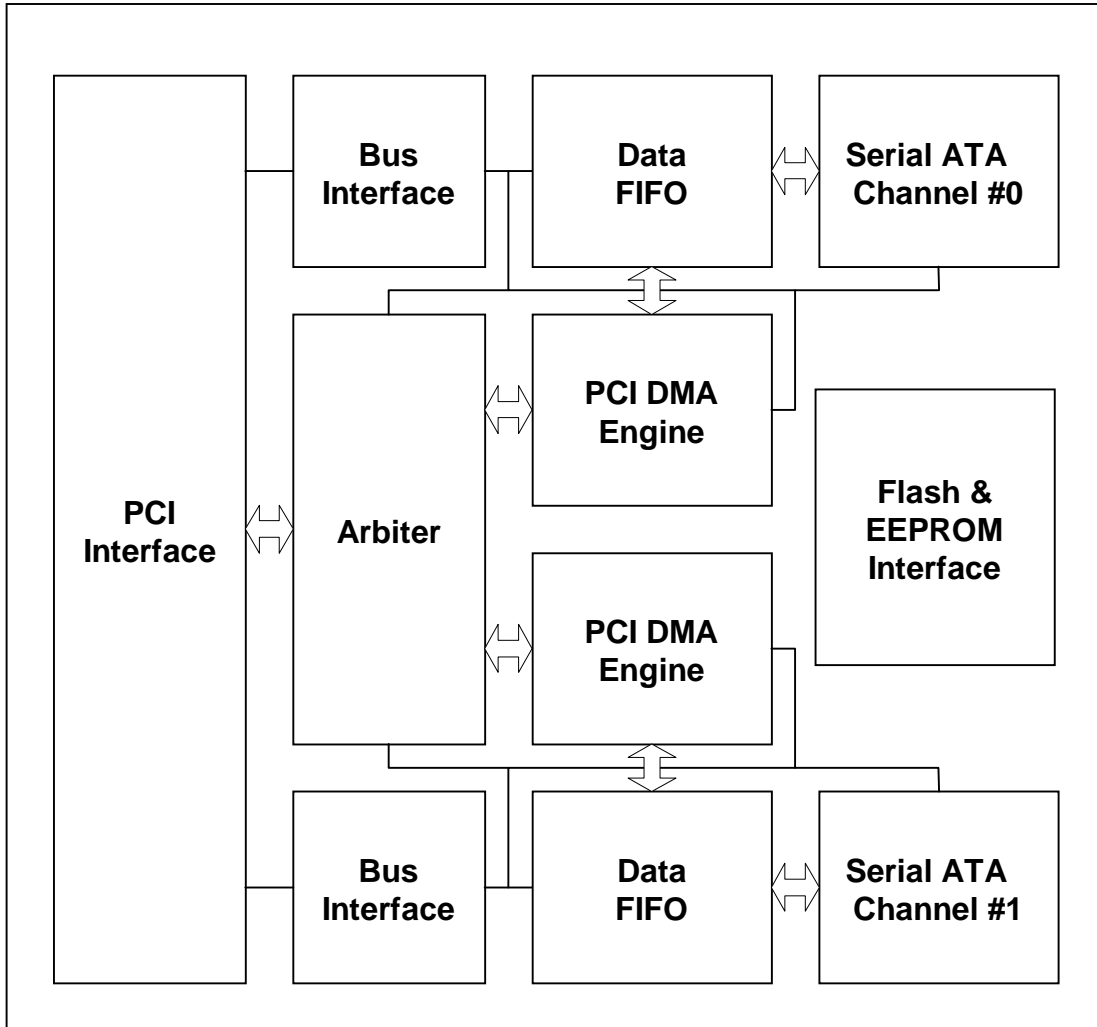 Bus
Interface
Data
FIFO
Serial ATA
Channel #0
PCI
Interface
Arbiter
PCI DMA
Engine
Flash &
EEPROM
Interface
PCI DMA
Engine
Bus
Interface
Data
FIFO
Serial ATA
Channel #1